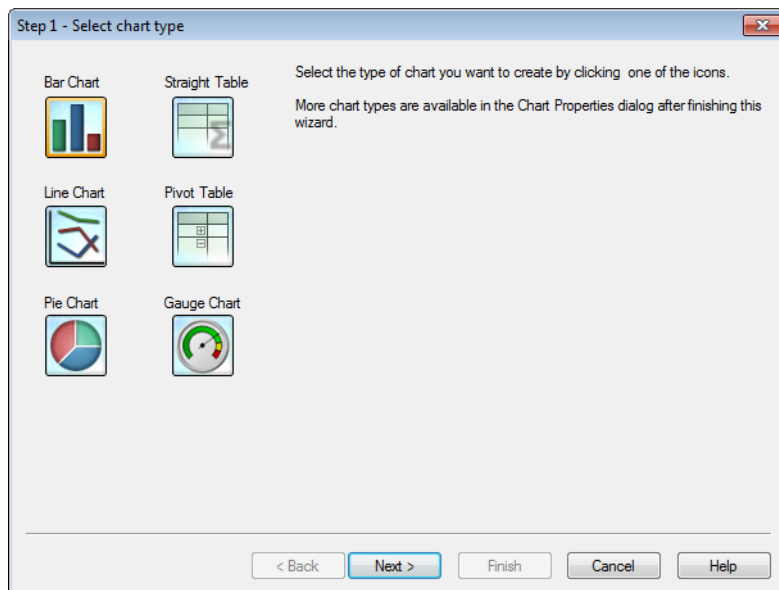 Step 1 - Select chart type
Bar Chart
Straight Table
Select the type of chart you want to create by clicking one of the icons.
More chart types are available in the Chart Properties dialog after finishing this
wizard.
Line Chart
Pivot Table
Pie Chart
Gauge Chart
< Back
Next >
Finish
Cancel
Help